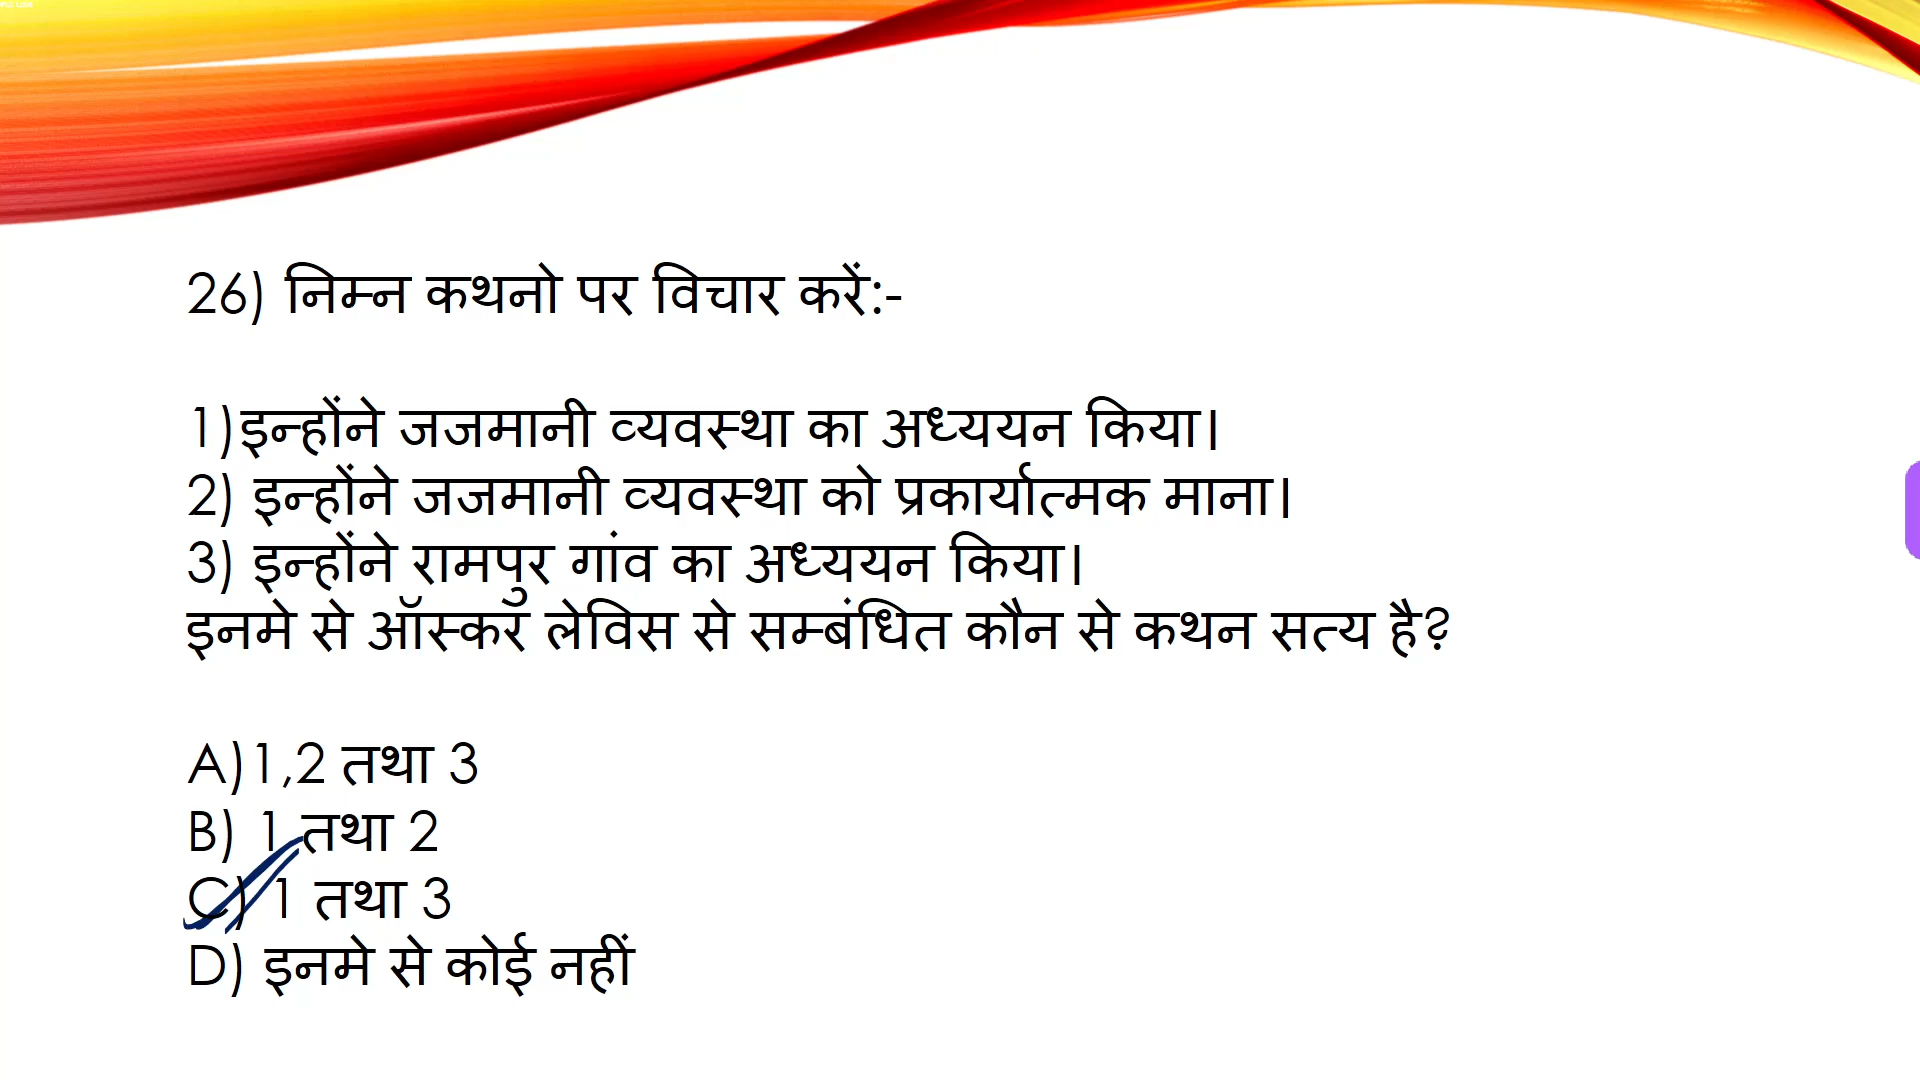 26) निम्न कथनो पर विचार करें:-
1)इन्होंने जजमानी व्यवस्था का अध्ययन किया।
2) इन्होंने जजमानी व्यवस्था को प्रकार्यात्मक माना।
3) इन्होंने रामपुर गांव का अध्ययन किया।
इनमे से ऑस्कर लेविस से सम्बंधित कौन से कथन सत्य है?
A)1,2 तथा 3
B) 1 तथा 2
C) 1 तथा 3
D) इनमे से कोई नहीं